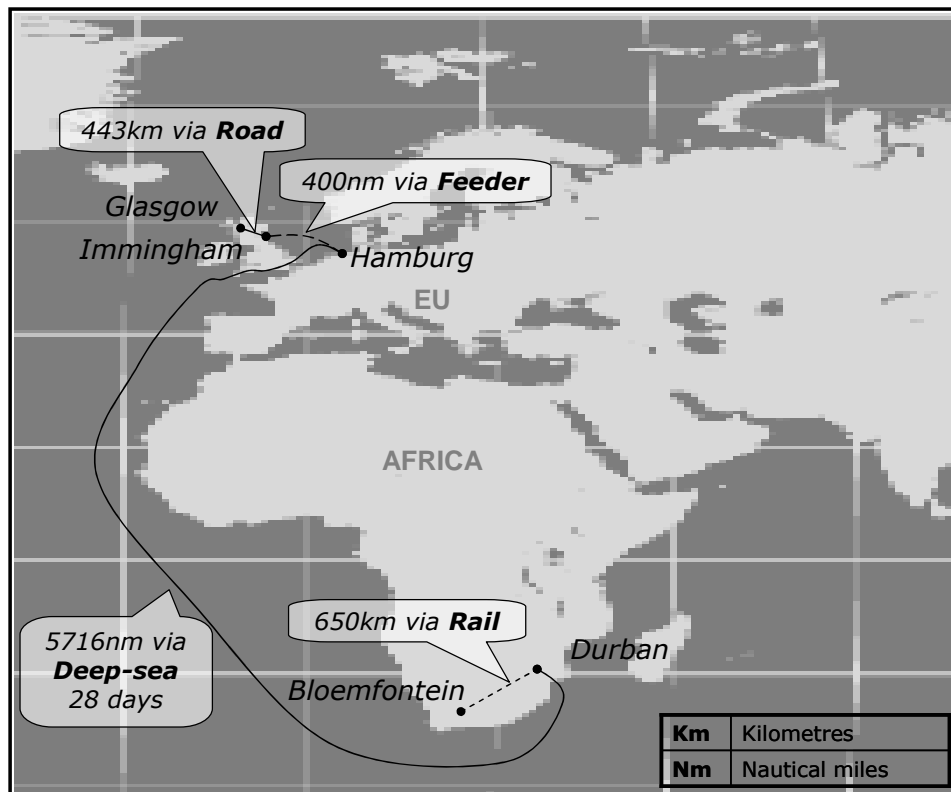 443km via Road
400nm via Feeder
Glasgow
Immingham
Hamburg
EU
AFRICA
650km via Rail
5716nm via
Deep-sea
28 days
Durban
Bloemfontein
Km Kilometres
Nm Nautical miles